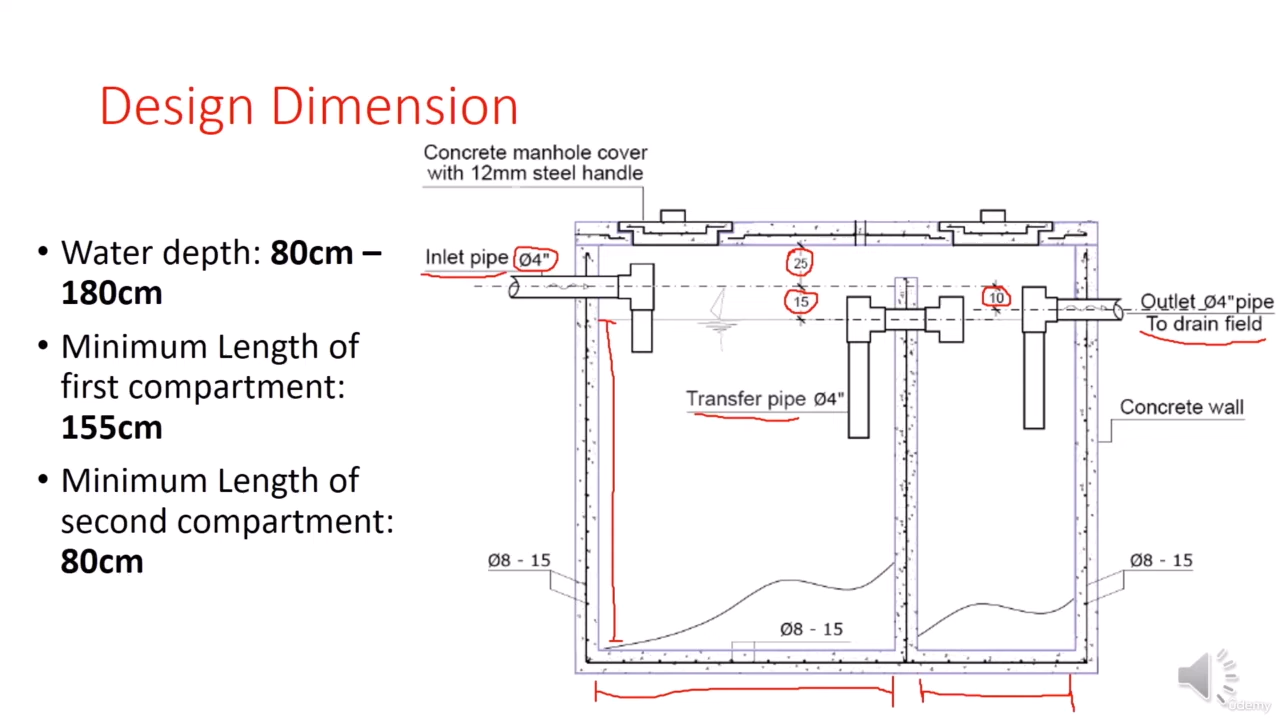 Design Dimension
Concrete manhole cover
with 12mm steel handle
• Water depth: 80cm –
180cm
• Minimum Length of
first compartment:
155cm
• Minimum Length of
second compartment:
80cm
Inlet pipe Ø4"
25
15
10
Outlet Ø4"pipe
To drain field
Transfer pipe Ø4"
Concrete wall
Ø8 - 15
Ø8 - 15
Ø8 - 15
ûdemy